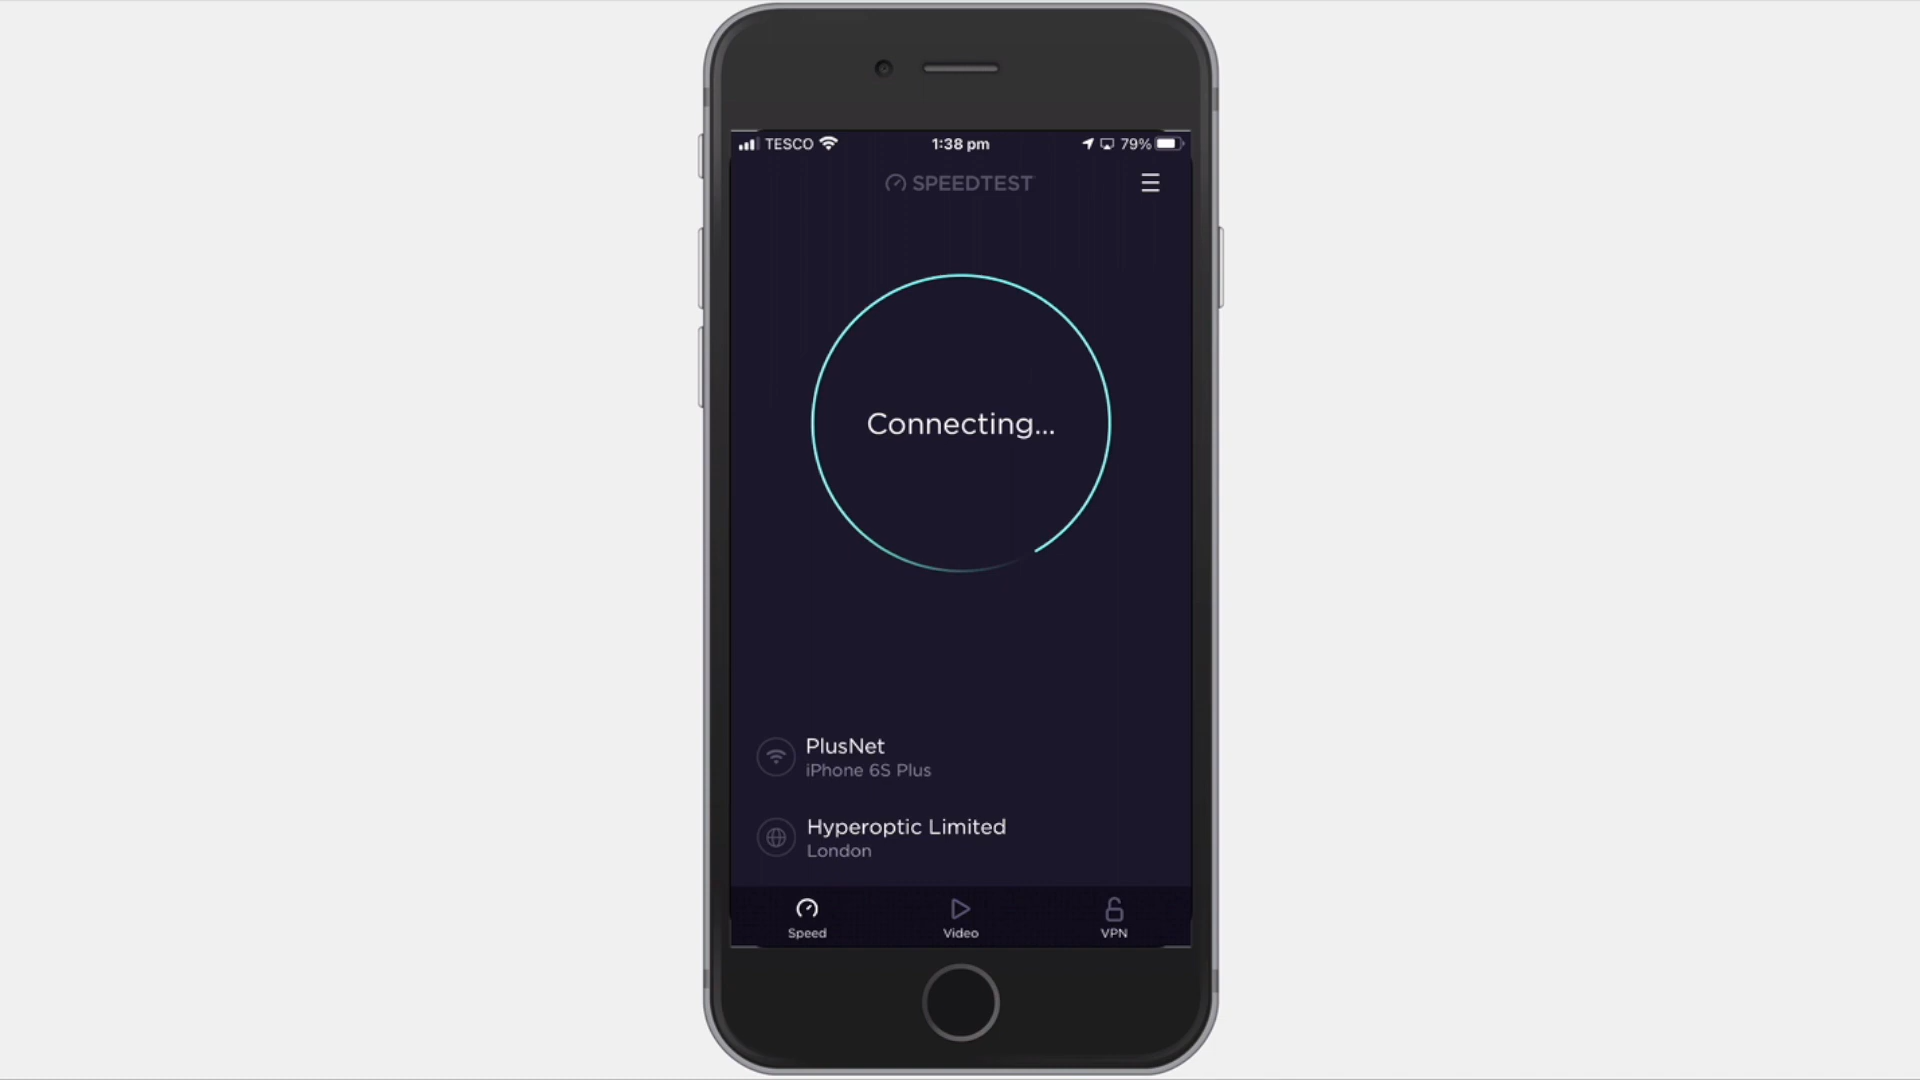 TESCO 1:38 pm 79%
SPEEDTEST
Connecting...
PlusNet
iPhone 6S Plus
Hyperoptic Limited
London
Speed Video VPN